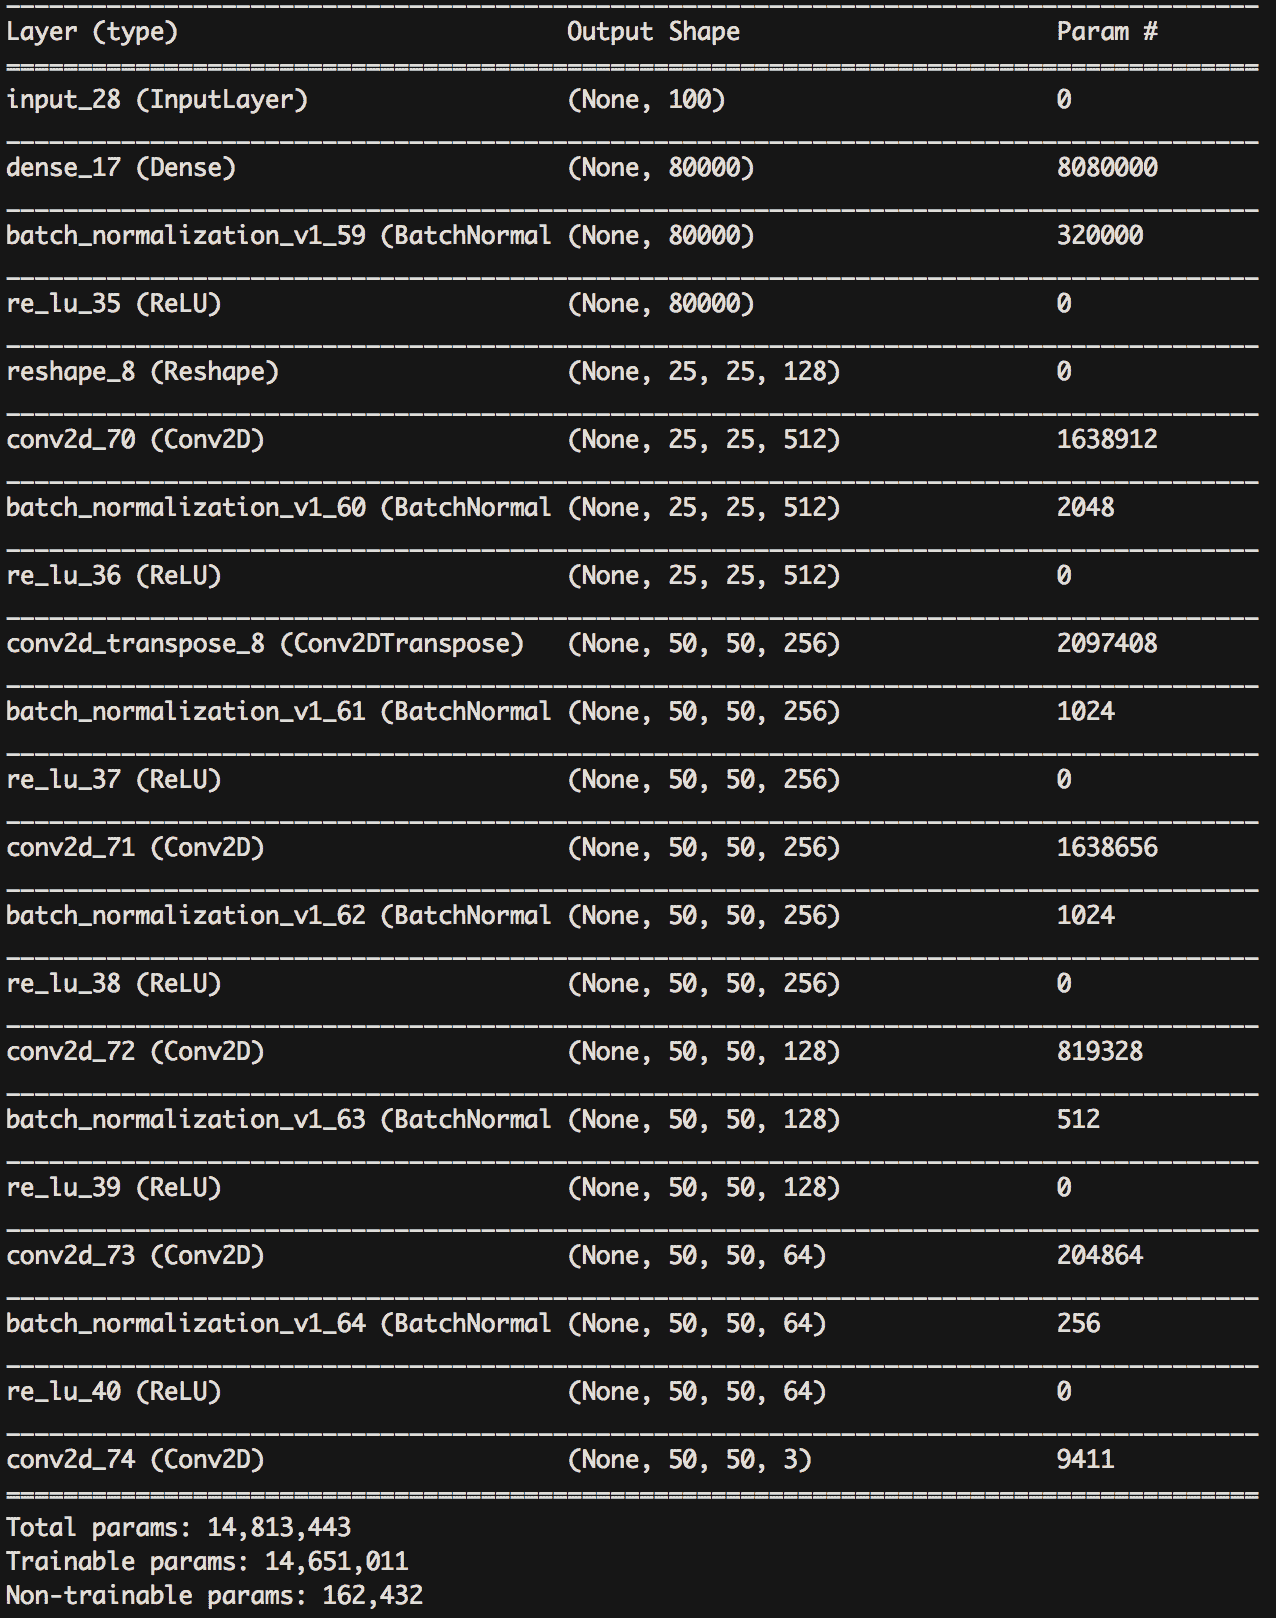 Layer (type) Output Shape Param #
input_28 (InputLayer) (None, 100) 0
dense_17 (Dense) (None, 80000) 8080000
batch_normalization_v1_59 (BatchNormal (None, 80000) 320000
re_lu_35 (ReLU) (None, 80000) 0
reshape_8 (Reshape) (None, 25, 25, 128) 0
conv2d_70 (Conv2D) (None, 25, 25, 512) 1638912
batch_normalization_v1_60 (BatchNormal (None, 25, 25, 512) 2048
re_lu_36 (ReLU) (None, 25, 25, 512) 0
conv2d_transpose_8 (Conv2DTranspose) (None, 50, 50, 256) 2097408
batch_normalization_v1_61 (BatchNormal (None, 50, 50, 256) 1024
re_lu_37 (ReLU) (None, 50, 50, 256) 0
conv2d_71 (Conv2D) (None, 50, 50, 256) 1638656
batch_normalization_v1_62 (BatchNormal (None, 50, 50, 256) 1024
re_lu_38 (ReLU) (None, 50, 50, 256) 0
conv2d_72 (Conv2D) (None, 50, 50, 128) 819328
batch_normalization_v1_63 (BatchNormal (None, 50, 50, 128) 512
re_lu_39 (ReLU) (None, 50, 50, 128) 0
conv2d_73 (Conv2D) (None, 50, 50, 64) 204864
batch_normalization_v1_64 (BatchNormal (None, 50, 50, 64) 256
re_lu_40 (ReLU) (None, 50, 50, 64) 0
conv2d_74 (Conv2D) (None, 50, 50, 3) 9411
Total params: 14,813,443
Trainable params: 14,651,011
Non-trainable params: 162,432